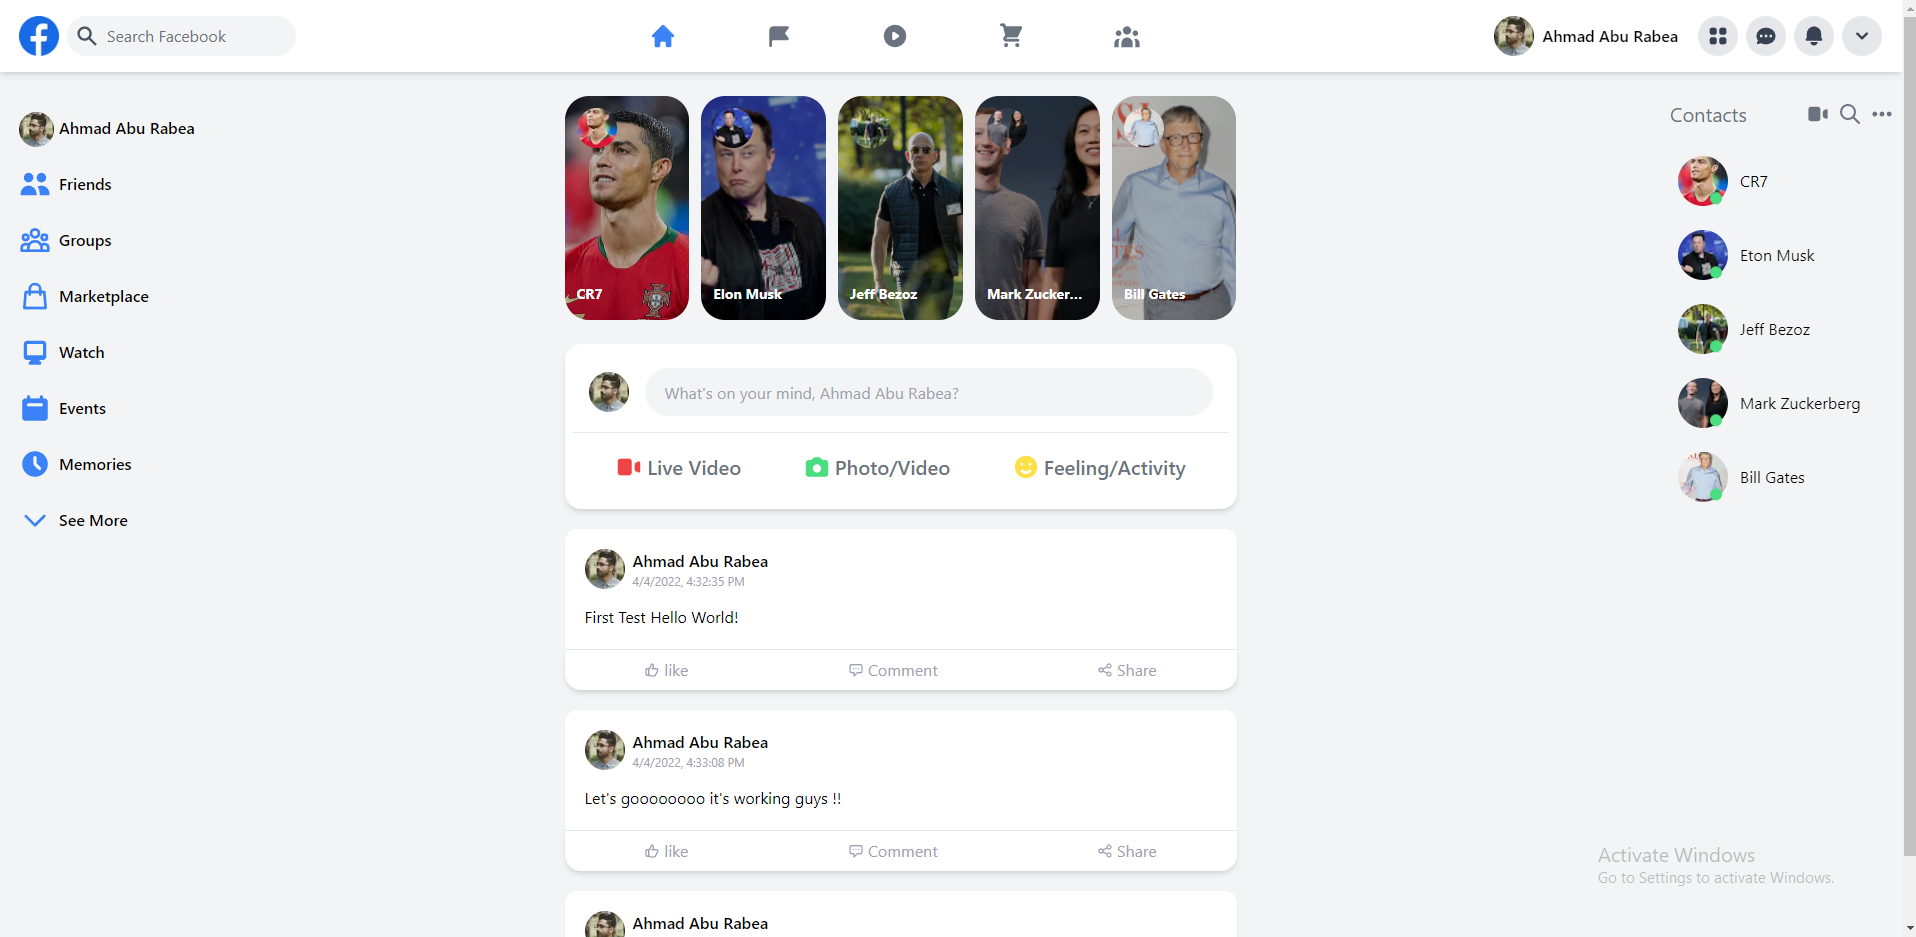 Search Facebook
Ahmad Abu Rabea
Ahmad Abu Rabea
Friends
Groups
Marketplace
Watch
Events
Memories
See More
CR7
Elon Musk
Jeff Bezoz
Mark Zucker...
Bill Gates
What's on your mind, Ahmad Abu Rabea?
Live Video
Photo/Video
Feeling/Activity
Ahmad Abu Rabea
4/4/2022, 4:32:35 PM
First Test Hello World!
like
Comment
Share
Ahmad Abu Rabea
4/4/2022, 4:33:08 PM
Let's goooooooo it's working guys !!
like
Comment
Share
Ahmad Abu Rabea
Contacts
CR7
Eton Musk
Jeff Bezoz
Mark Zuckerberg
Bill Gates
Activate Windows
Go to Settings to activate Windows.